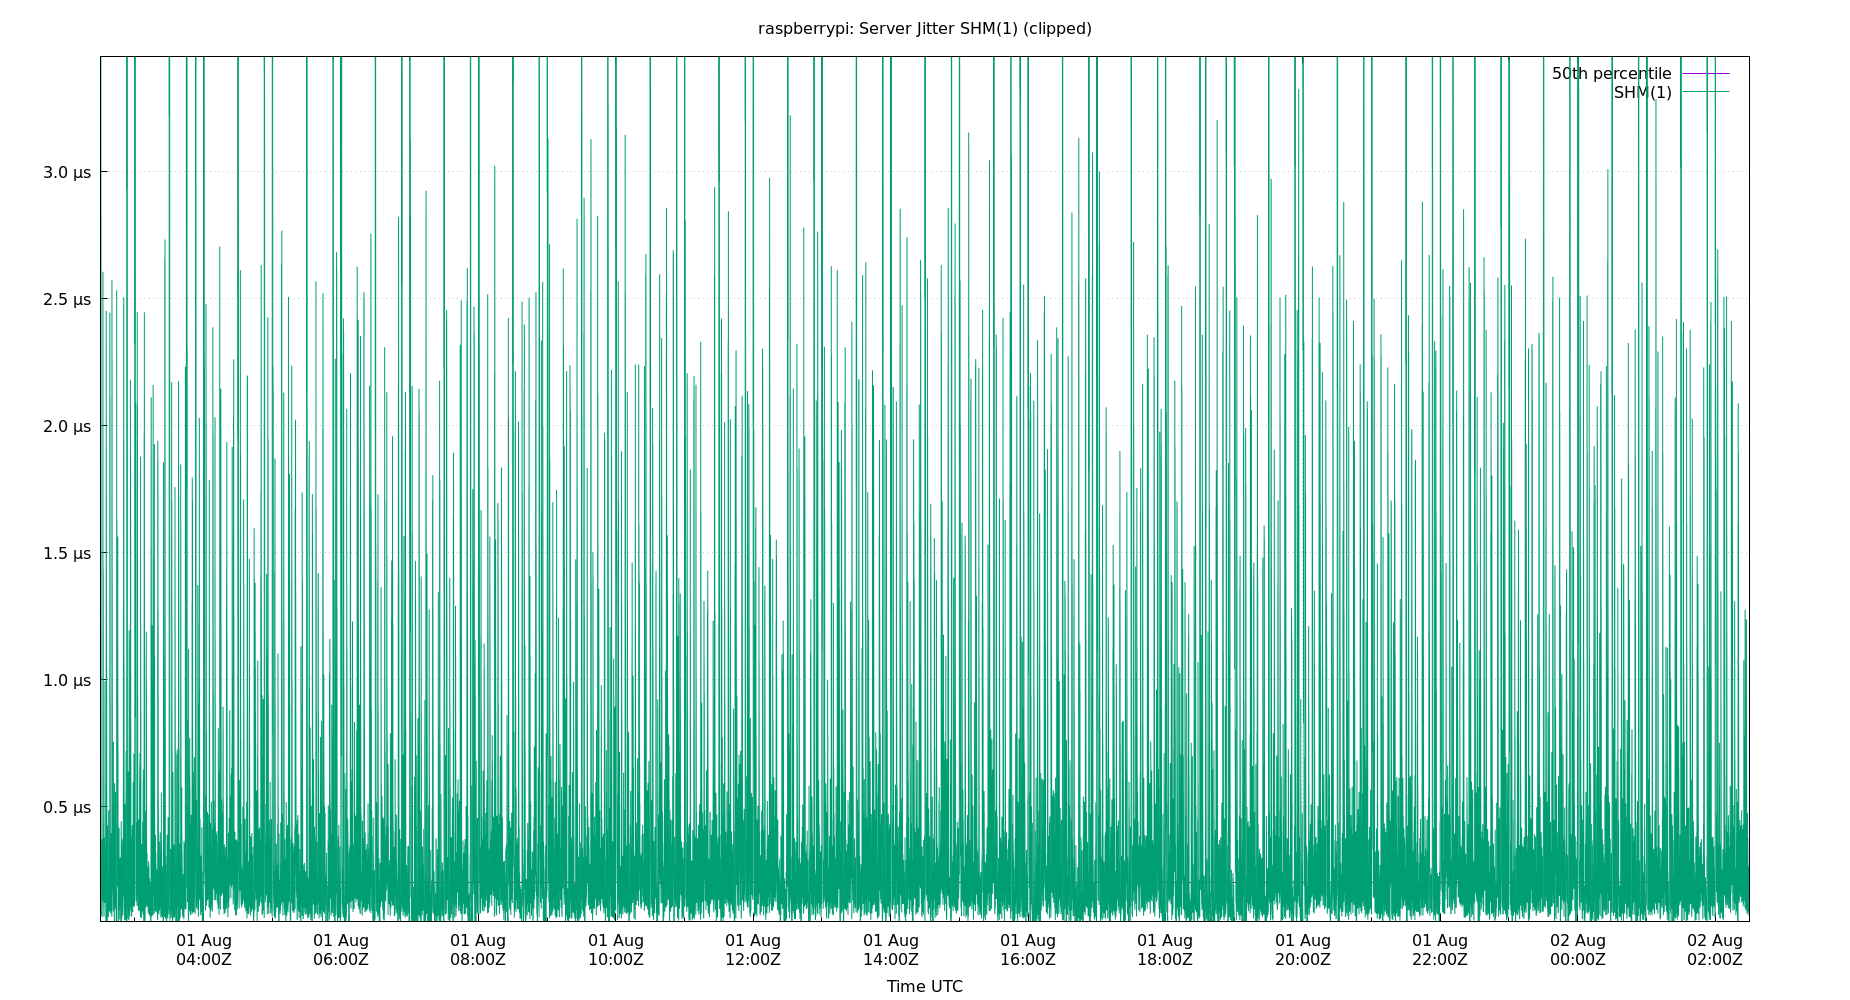 raspberrypi: Server Jitter SHM(1) (clipped)
50th percentile
SHM(1)
3.0 µs
2.5 µs
2.0 µs
1.5 µs
1.0 µs
0.5 µs
01 Aug 01 Aug 01 Aug 01 Aug 01 Aug 01 Aug 01 Aug 01 Aug 01 Aug 01 Aug 02 Aug 02 Aug
04:00Z 06:00Z 08:00Z 10:00Z 12:00Z 14:00Z 16:00Z 18:00Z 20:00Z 22:00Z 00:00Z 02:00Z
Time UTC